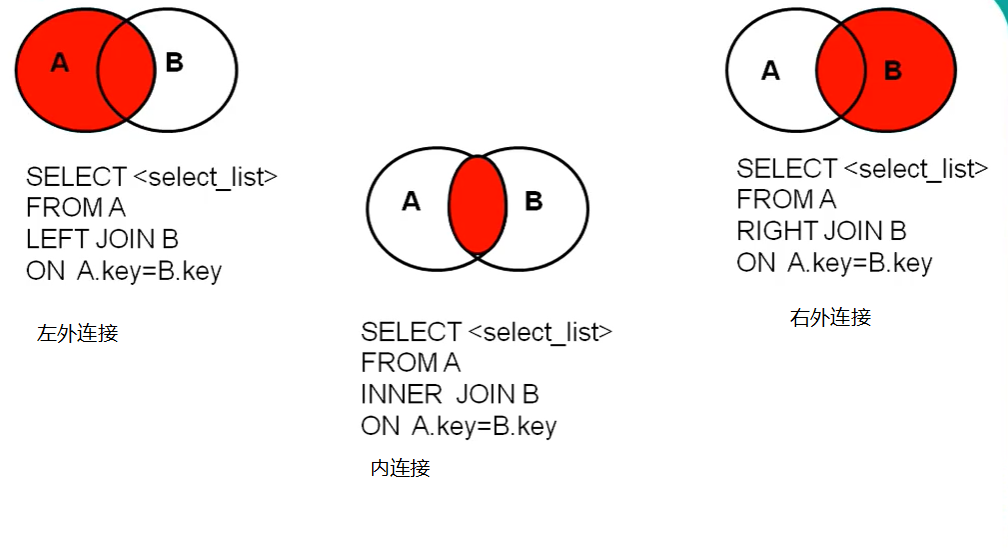 A B
SELECT <select_list>
FROM A
LEFT JOIN B
ON A.key=B.key
左外连接
A B
SELECT <select_list>
FROM A
INNER JOIN B
ON A.key=B.key
内连接
A B
SELECT <select_list>
FROM A
RIGHT JOIN B
ON A.key=B.key
右外连接